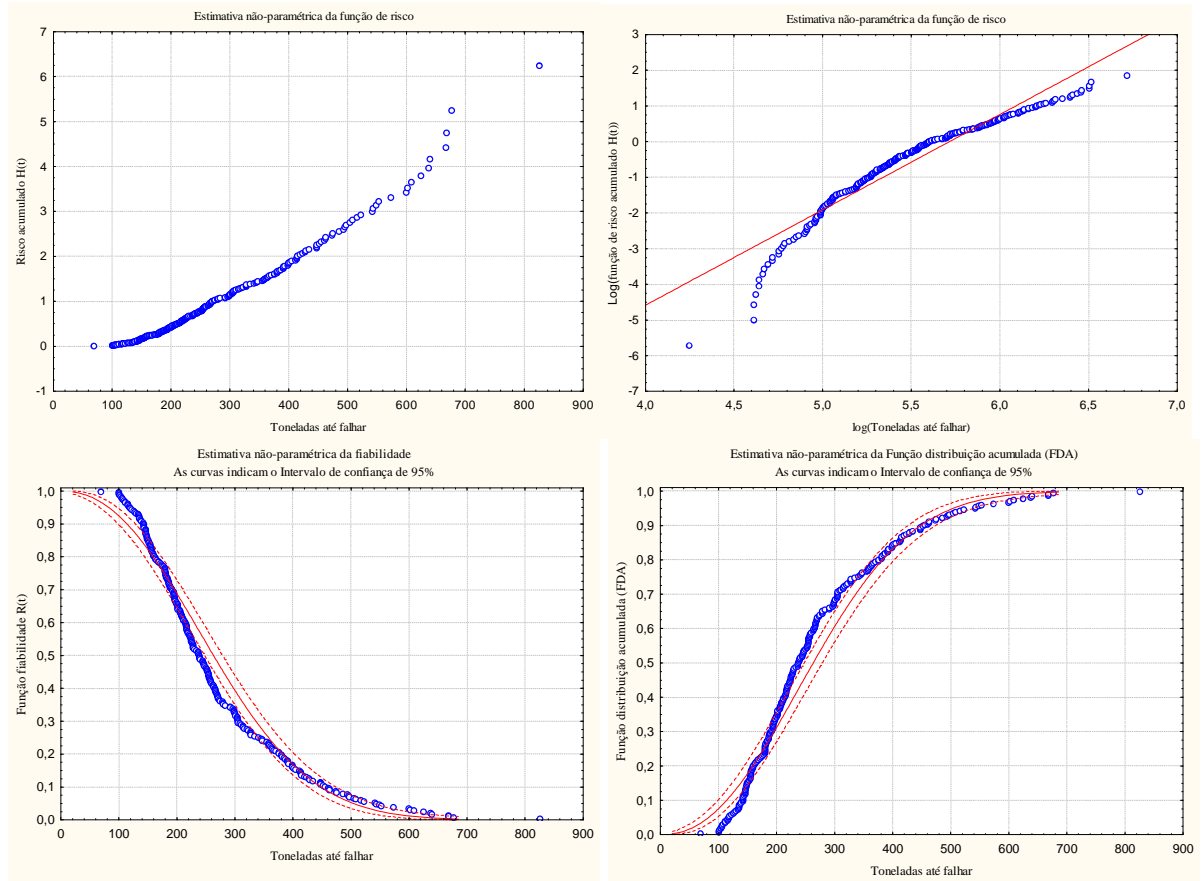 Estimativa não-paramétrica da função de risco
7
6
5
4
3
2
1
0
-1
Risco acumulado H(t)
0 100 200 300 400 500 600 700 800 900
Toneladas até falhar
Estimativa não-paramétrica da função de risco
3
2
1
0
-1
-2
-3
-4
-5
-6
-7
Log(função de risco acumulado H(t))
4,0 4,5 5,0 5,5 6,0 6,5 7,0
log(Toneladas até falhar)
Estimativa não-paramétrica da fiabilidade
As curvas indicam o Intervalo de confiança de 95%
1,0
0,9
0,8
0,7
0,6
0,5
0,4
0,3
0,2
0,1
0,0
Função fiabilidade R(t)
0 100 200 300 400 500 600 700 800 900
Toneladas até falhar
Estimativa não-paramétrica da Função distribuição acumulada (FDA)
As curvas indicam o Intervalo de confiança de 95%
1,0
0,9
0,8
0,7
0,6
0,5
0,4
0,3
0,2
0,1
0,0
Função distribuição acumulada (FDA)
0 100 200 300 400 500 600 700 800 900
Toneladas até falhar